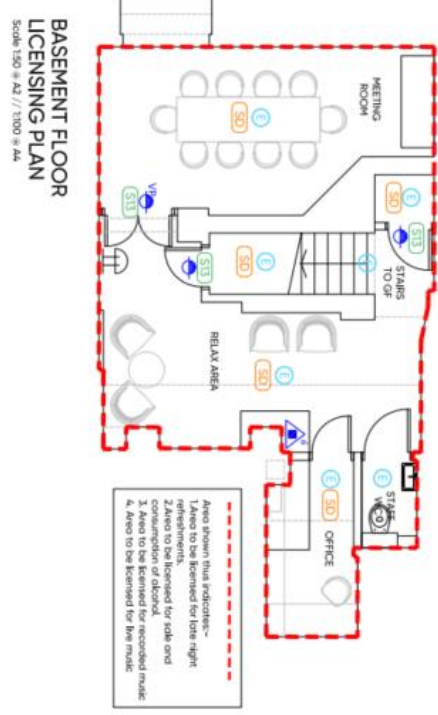 BASEMENT FLOOR
LICENSING PLAN
Scale 1:50 @ A2 // 1:100 @ A4
MEETING
ROOM
E
SD
E
SD
S13
VP
S13
E
STAIRS
TO GF
E
SD
S13
RELAX AREA
E
SD
6
STAFF
WC
E
E
SD
OFFICE
Area shown thus indicates:-
1.Area to be licensed for late night
refreshments.
2.Area to be licensed for sale and
consumption of alcohol.
3. Area to be licensed for recorded music
4. Area to be licensed for live music